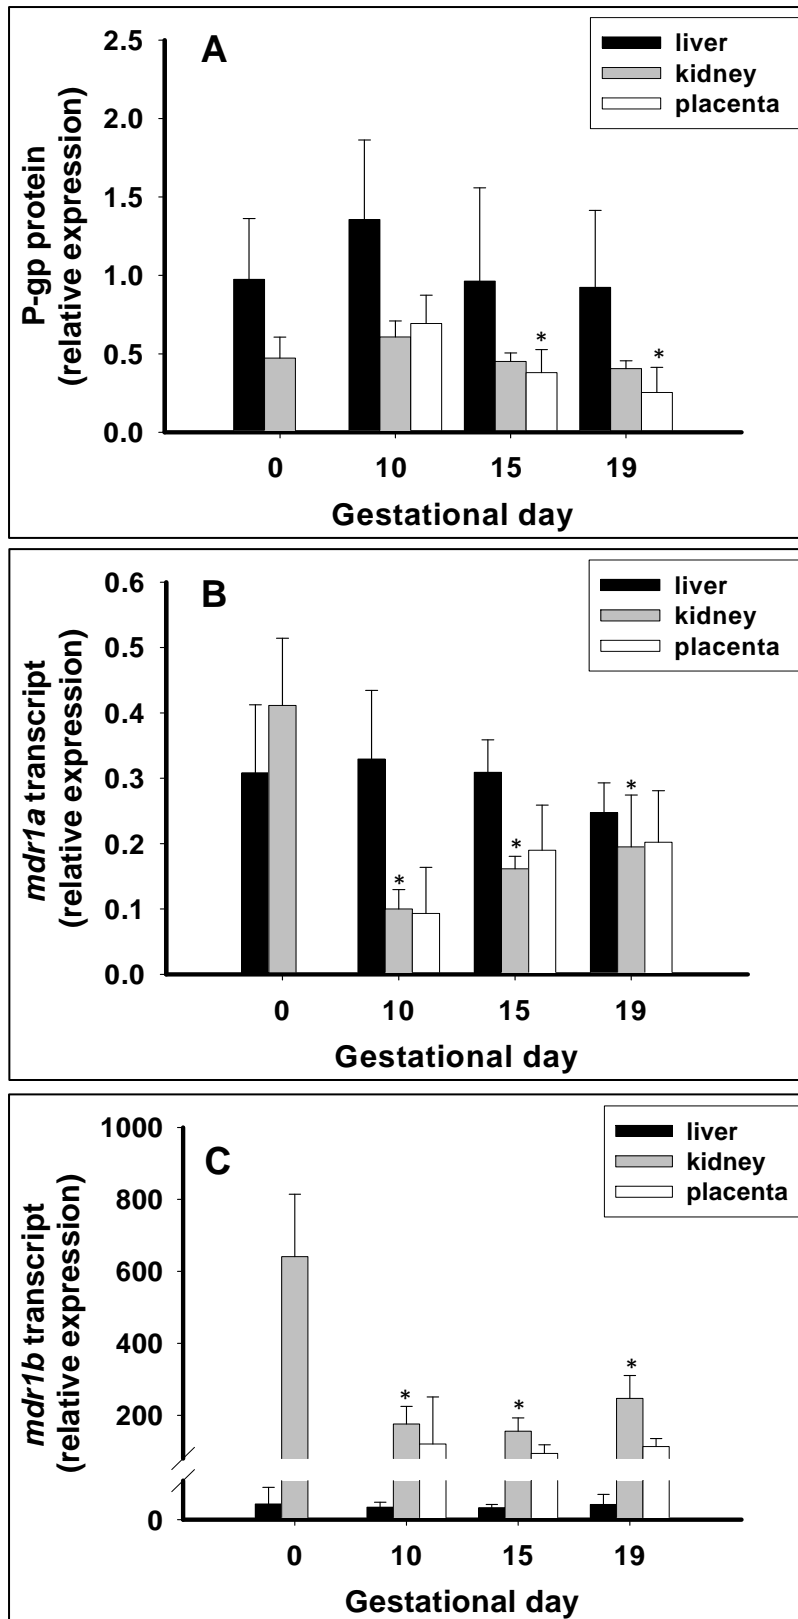 A
liver
kidney
placenta
P-gp protein
(relative expression)
2.5
2.0
1.5
1.0
0.5
0.0
*
*
0 10 15 19
Gestational day
B
liver
kidney
placenta
mdr1a transcript
(relative expression)
0.6
0.5
0.4
0.3
0.2
0.1
0.0
*
*
*
0 10 15 19
Gestational day
C
liver
kidney
placenta
mdr1b transcript
(relative expression)
1000
800
600
400
200
0
*
*
*
0 10 15 19
Gestational day